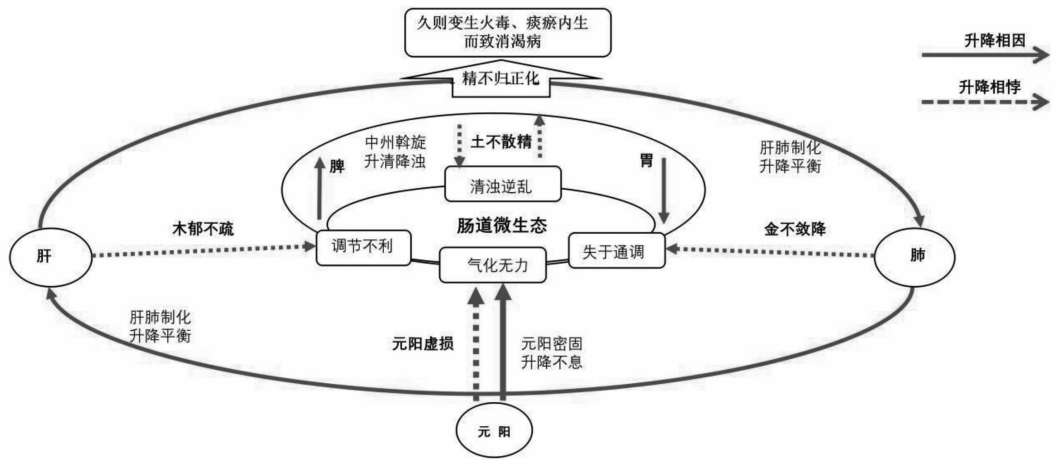 久则变生火毒、痰瘀内生
而致消渴病
升降相因
精不归正化
升降相悖
中州斡旋
升清降浊
土不散精
脾
胃
肝肺制化
升降平衡
清浊逆乱
木郁不疏
肠道微生态
金不敛降
肝
调节不利
气化无力
失于通调
肺
肝肺制化
升降平衡
元阳虚损
元阳密固
升降不息
元 阳